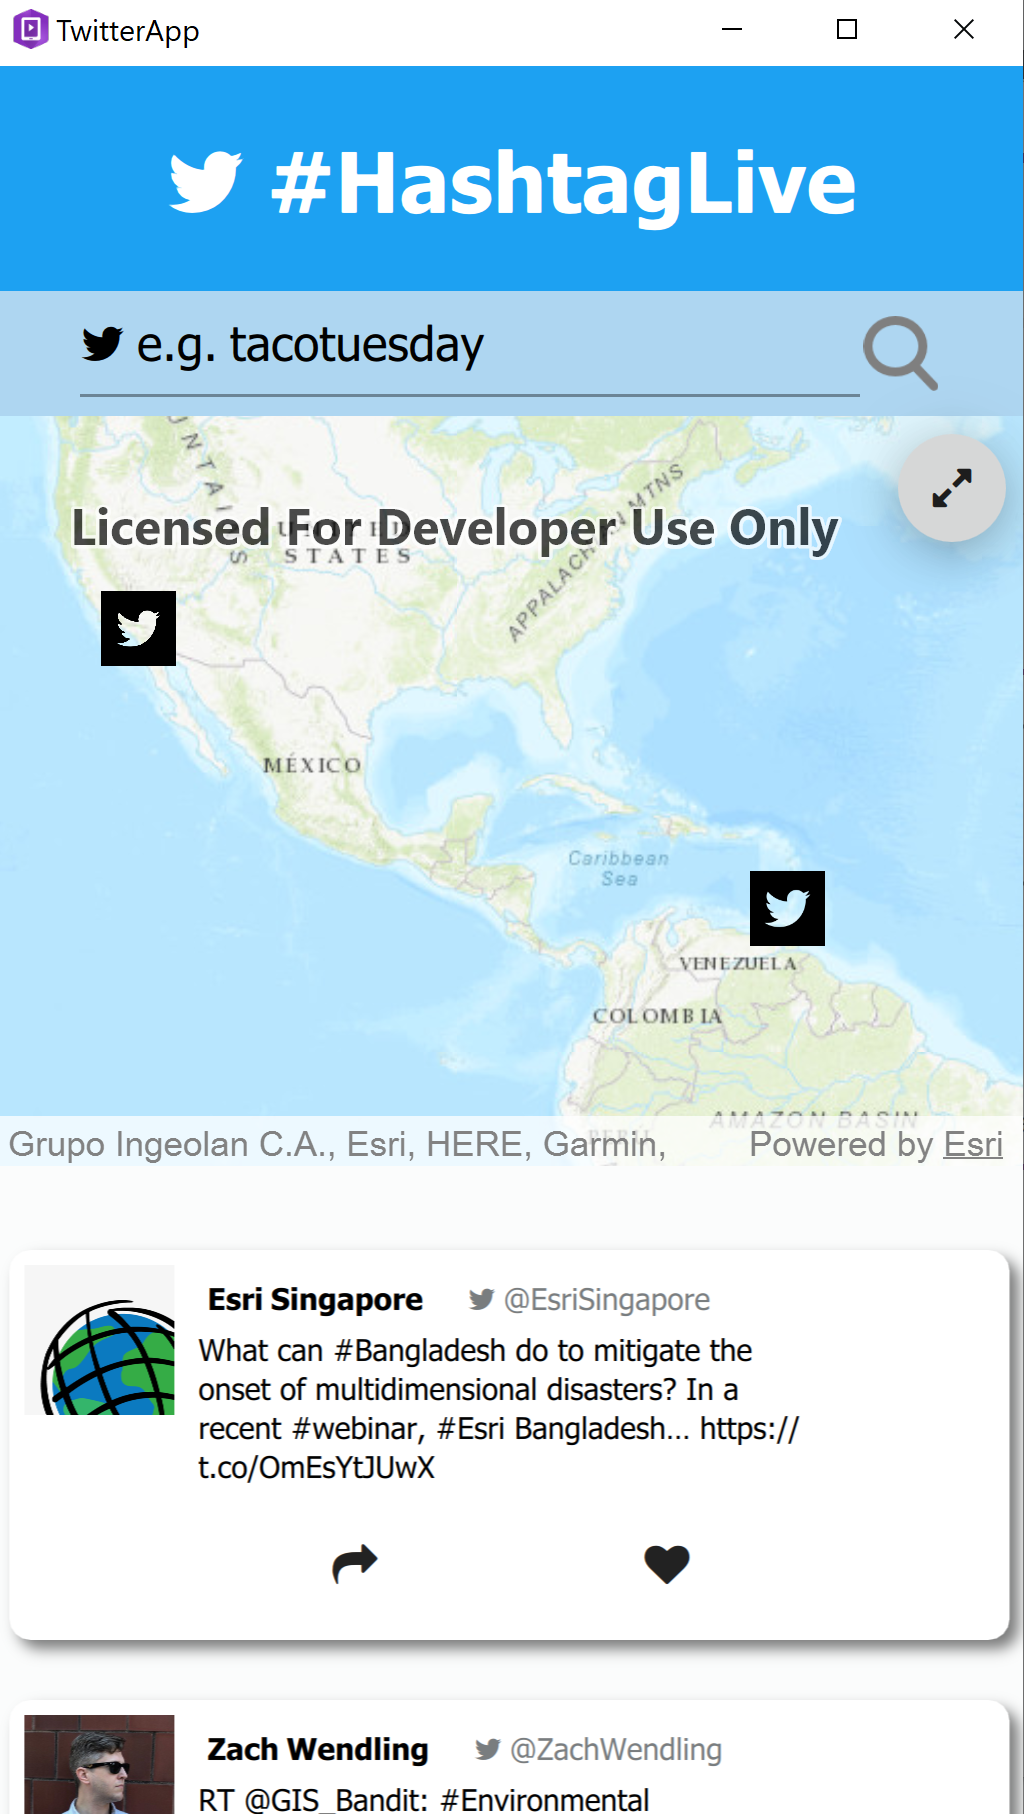 TwitterApp
#HashtagLive
e.g. tacotuesday
Licensed For Developer Use Only
UNITED
STATES
APPALACHIAN MTNS
MÉXICO
Caribbean
Sea
VENEZUELA
COLOMBIA
AMAZON BASIN
PERÚ
Grupo Ingeolan C.A., Esri, HERE, Garmin,
Powered by Esri
Esri Singapore @EsriSingapore
What can #Bangladesh do to mitigate the
onset of multidimensional disasters? In a
recent #webinar, #Esri Bangladesh… https://
t.co/OmEsYtJUwX
Zach Wendling @ZachWendling
RT @GIS_Bandit: #Environmental